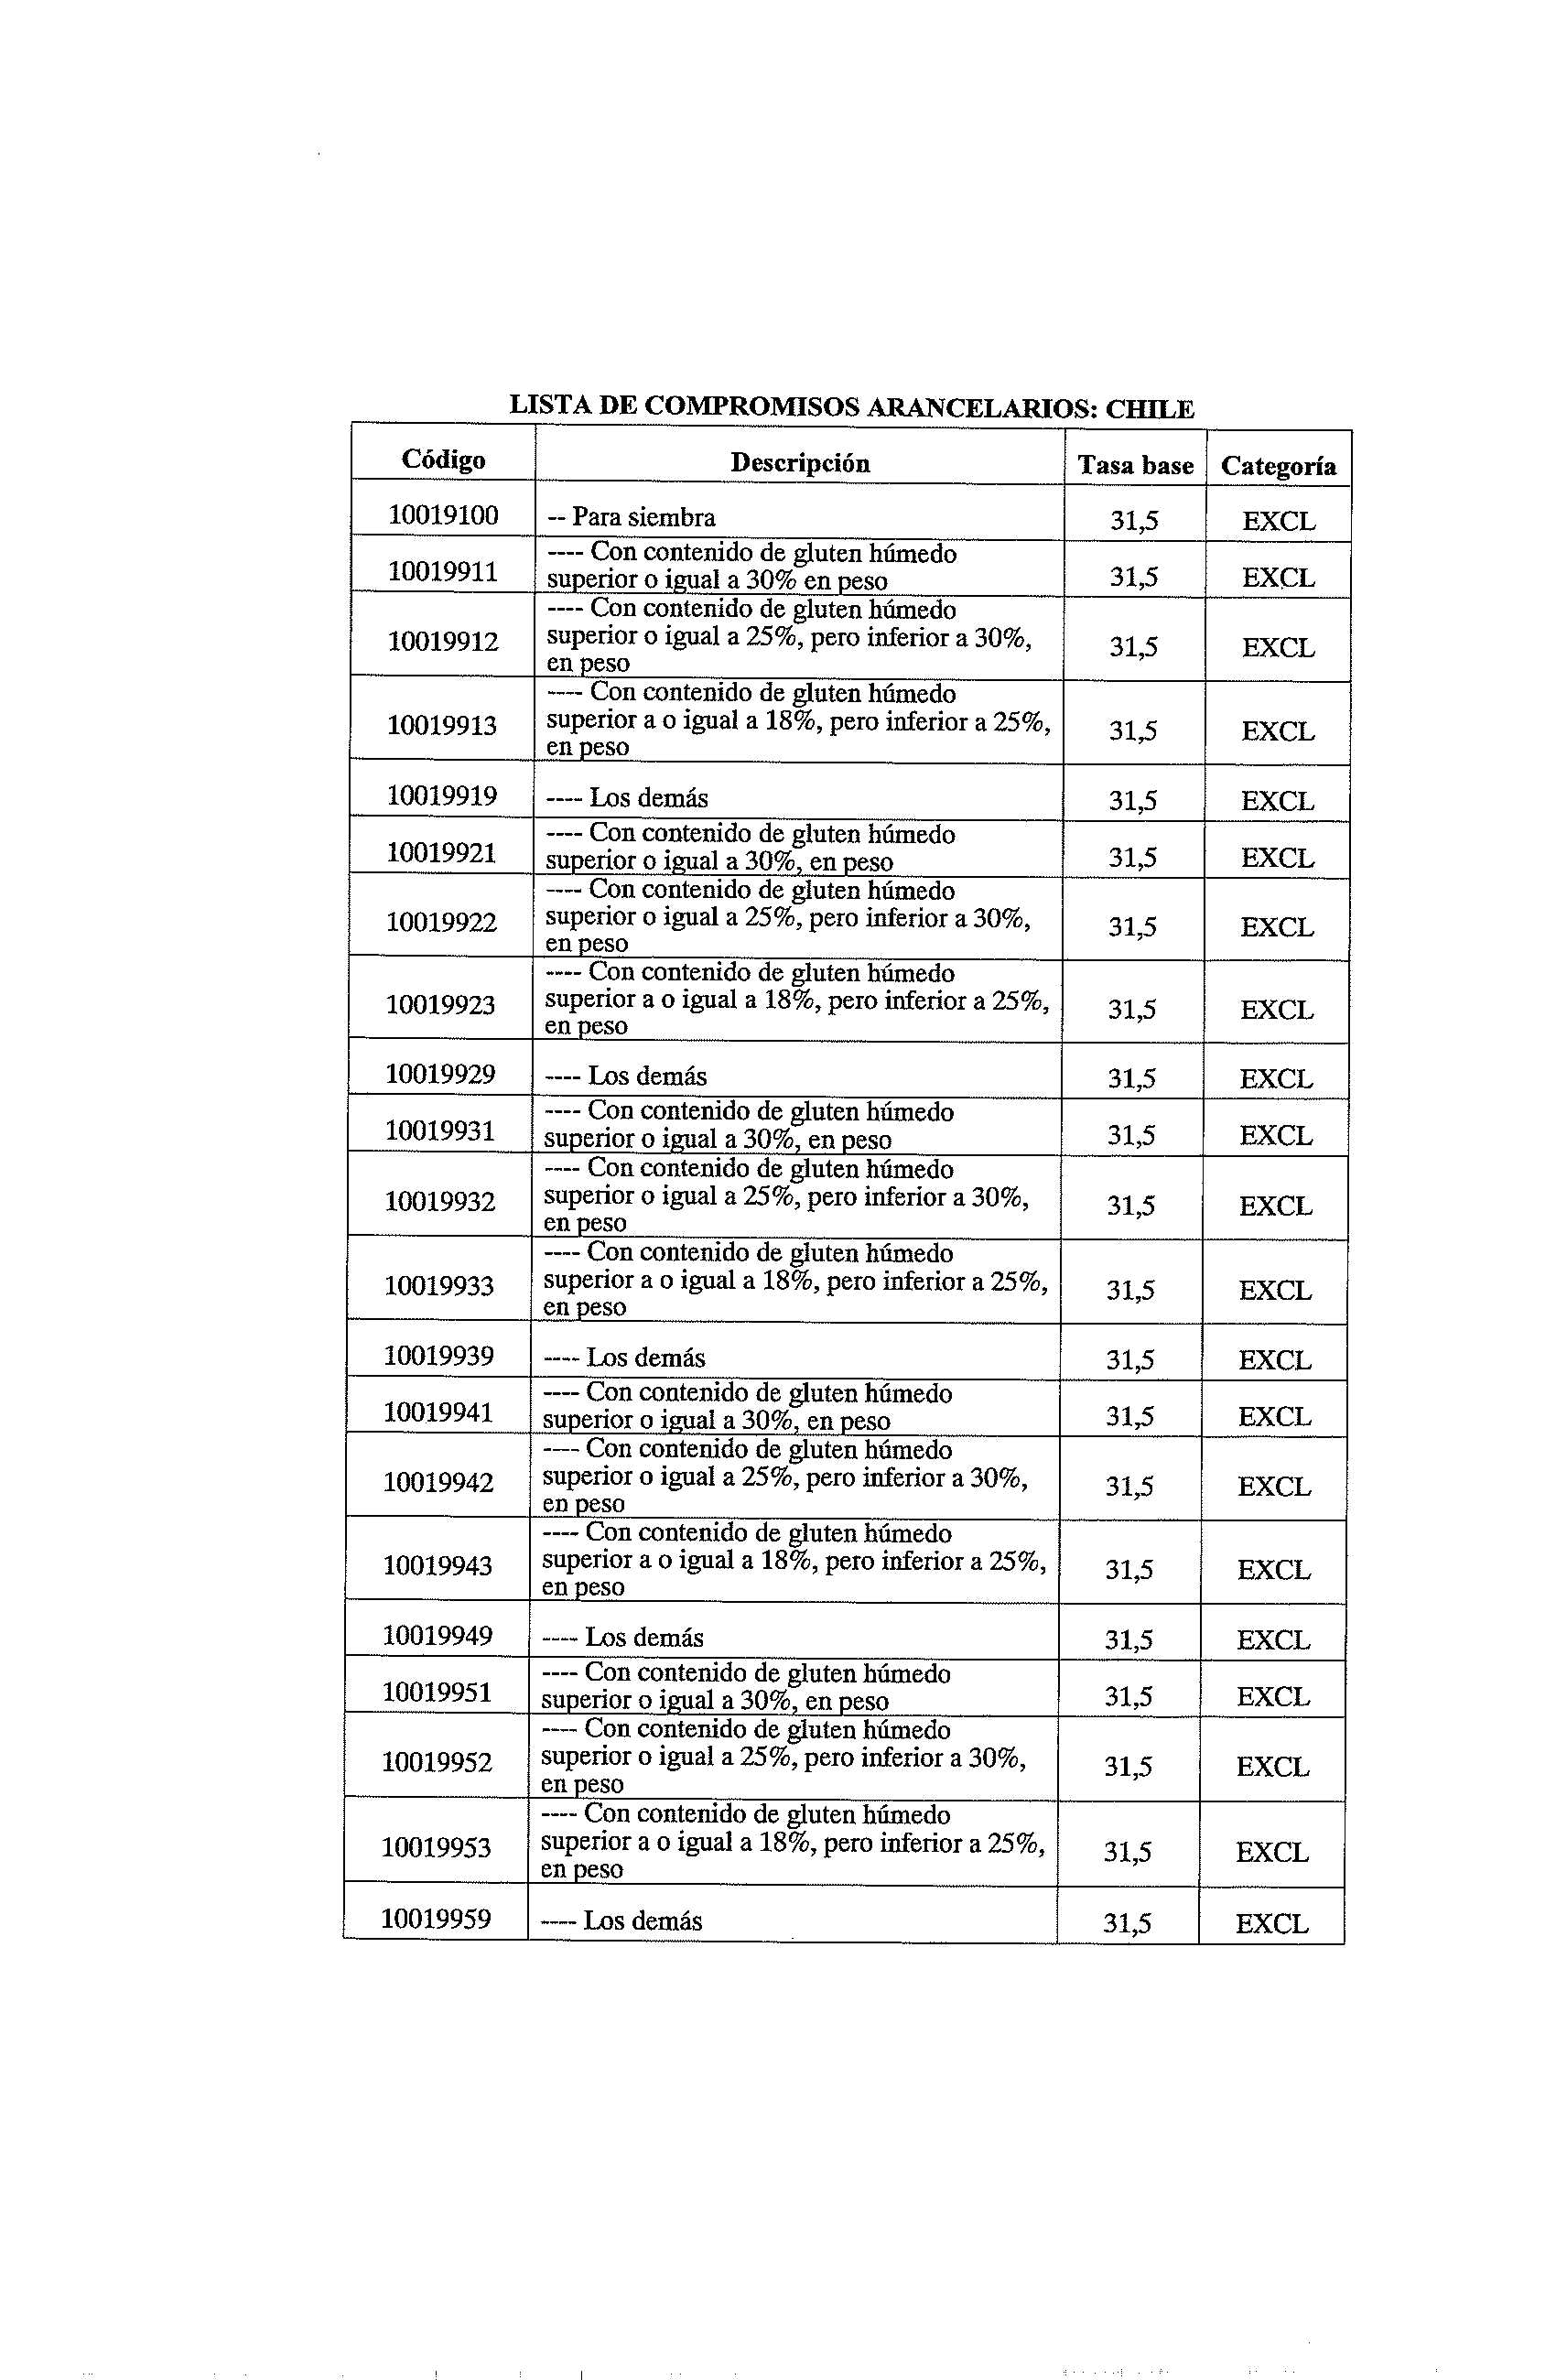 LISTA DE COMPROMISOS ARANCELARIOS: CHILE
Código Descripción Tasa base Categoría
10019100 -- Para siembra 31,5 EXCL
---- Con contenido de gluten húmedo
10019911 superior o igual a 30% en peso 31,5 EXCL
---- Con contenido de gluten húmedo
10019912 superior o igual a 25%, pero inferior a 30%, 31,5 EXCL
en peso
---- Con contenido de gluten húmedo
10019913 superior a o igual a 18%, pero inferior a 25%, 31,5 EXCL
en peso
10019919 ---- Los demás 31,5 EXCL
---- Con contenido de gluten húmedo
10019921 superior o igual a 30%, en peso 31,5 EXCL
---- Con contenido de gluten húmedo
10019922 superior o igual a 25%, pero inferior a 30%, 31,5 EXCL
en peso
---- Con contenido de gluten húmedo
10019923 superior a o igual a 18%, pero inferior a 25%, 31,5 EXCL
en peso
10019929 ---- Los demás 31,5 EXCL
---- Con contenido de gluten húmedo
10019931 superior o igual a 30%, en peso 31,5 EXCL
---- Con contenido de gluten húmedo
10019932 superior o igual a 25%, pero inferior a 30%, 31,5 EXCL
en peso
---- Con contenido de gluten húmedo
10019933 superior a o igual a 18%, pero inferior a 25%, 31,5 EXCL
en peso
10019939 ---- Los demás 31,5 EXCL
---- Con contenido de gluten húmedo
10019941 superior o igual a 30%, en peso 31,5 EXCL
---- Con contenido de gluten húmedo
10019942 superior o igual a 25%, pero inferior a 30%, 31,5 EXCL
en peso
---- Con contenido de gluten húmedo
10019943 superior a o igual a 18%, pero inferior a 25%, 31,5 EXCL
en peso
10019949 ---- Los demás 31,5 EXCL
---- Con contenido de gluten húmedo
10019951 superior o igual a 30%, en peso 31,5 EXCL
---- Con contenido de gluten húmedo
10019952 superior o igual a 25%, pero inferior a 30%, 31,5 EXCL
en peso
---- Con contenido de gluten húmedo
10019953 superior a o igual a 18%, pero inferior a 25%, 31,5 EXCL
en peso
10019959 ---- Los demás 31,5 EXCL